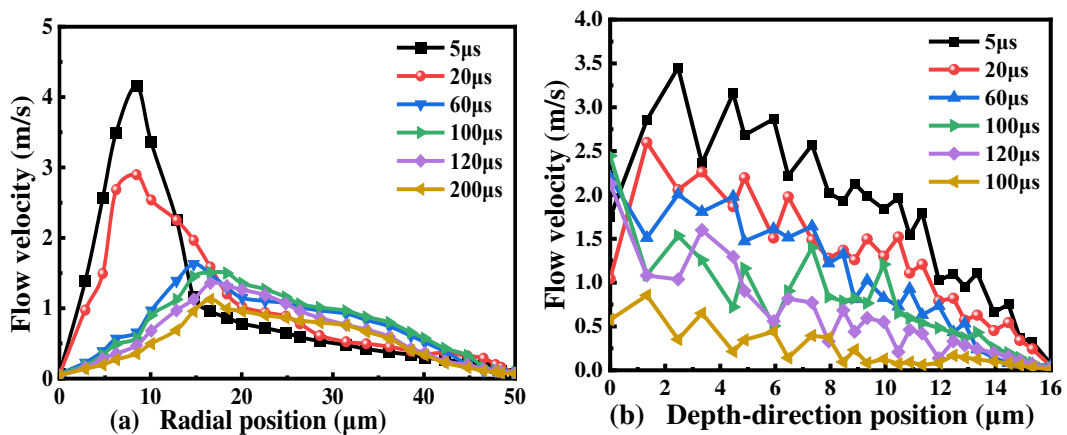 5
4
3
2
1
0
Flow velocity (m/s)
5μs
20μs
60μs
100μs
120μs
200μs
0 10 20 30 40 50
(a) Radial position (μm)
4.0
3.5
3.0
2.5
2.0
1.5
1.0
0.5
0.0
Flow velocity (m/s)
5μs
20μs
60μs
100μs
120μs
100μs
0 2 4 6 8 10 12 14 16
(b) Depth-direction position (μm)